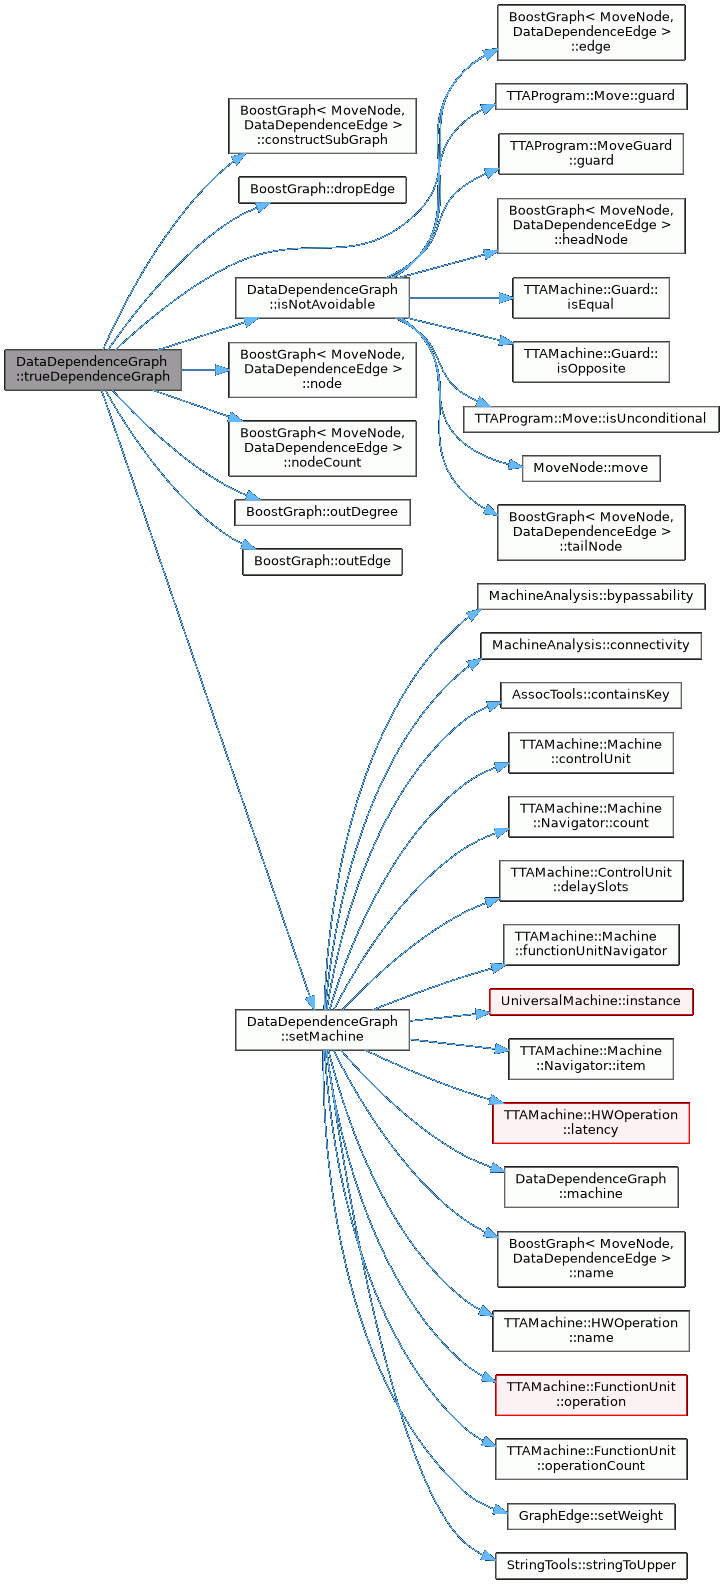 DataDependenceGraph
::trueDependenceGraph
BoostGraph< MoveNode,
DataDependenceEdge >
::constructSubGraph
BoostGraph::dropEdge
DataDependenceGraph
::isNotAvoidable
BoostGraph< MoveNode,
DataDependenceEdge >
::node
BoostGraph< MoveNode,
DataDependenceEdge >
::nodeCount
BoostGraph::outDegree
BoostGraph::outEdge
DataDependenceGraph
::setMachine
BoostGraph< MoveNode,
DataDependenceEdge >
::edge
TTAProgram::Move::guard
TTAProgram::MoveGuard
::guard
BoostGraph< MoveNode,
DataDependenceEdge >
::headNode
TTAMachine::Guard::
isEqual
TTAMachine::Guard::
isOpposite
TTAProgram::Move::isUnconditional
MoveNode::move
BoostGraph< MoveNode,
DataDependenceEdge >
::tailNode
MachineAnalysis::bypassability
MachineAnalysis::connectivity
AssocTools::containsKey
TTAMachine::Machine
::controlUnit
TTAMachine::Machine
::Navigator::count
TTAMachine::ControlUnit
::delaySlots
TTAMachine::Machine
::functionUnitNavigator
UniversalMachine::instance
TTAMachine::Machine
::Navigator::item
TTAMachine::HWOperation
::latency
DataDependenceGraph
::machine
BoostGraph< MoveNode,
DataDependenceEdge >
::name
TTAMachine::HWOperation
::name
TTAMachine::FunctionUnit
::operation
TTAMachine::FunctionUnit
::operationCount
GraphEdge::setWeight
StringTools::stringToUpper